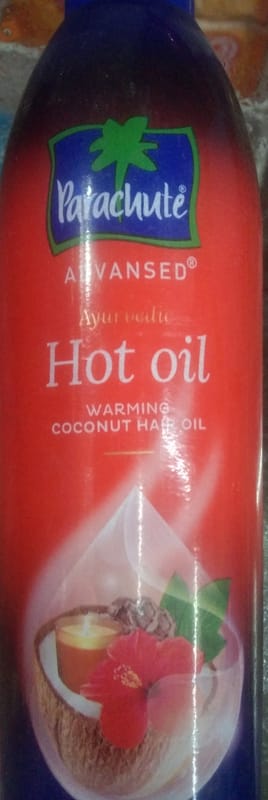 Parachute®
ADVANSED®
Ayurvedic
Hot oil
WARMING
COCONUT HAIR OIL